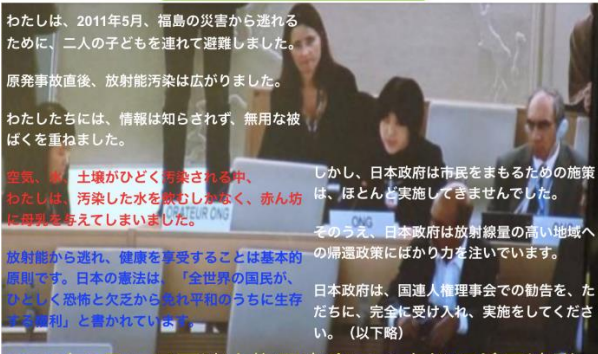 わたしは、2011年5月、福島の災害から逃れる
ために、二人の子どもを連れて避難しました。
原発事故直後、放射能汚染は広がりました。
わたしたちには、情報は知らされず、無用な被
ばくを重ねました。
空気、水、土壌がひどく汚染される中、
わたしは、汚染した水を飲むしかなく、赤ん坊
に母乳を与えてしまいました。
放射能から逃れ、健康を享受することは基本的
原則です。日本の憲法は、「全世界の国民が、
ひとしく恐怖と欠乏から免れ平和のうちに生存
する権利」と書かれています。
しかし、日本政府は市民をまもるための施策
は、ほとんど実施してきませんでした。
そのうえ、日本政府は放射線量の高い地域へ
の帰還政策にばかり力を注いでいます。
日本政府は、国連人権理事会での勧告を、た
だちに、完全に受け入れ、実施をしてくださ
い。（以下略）
ORATEUR ONG
ONG